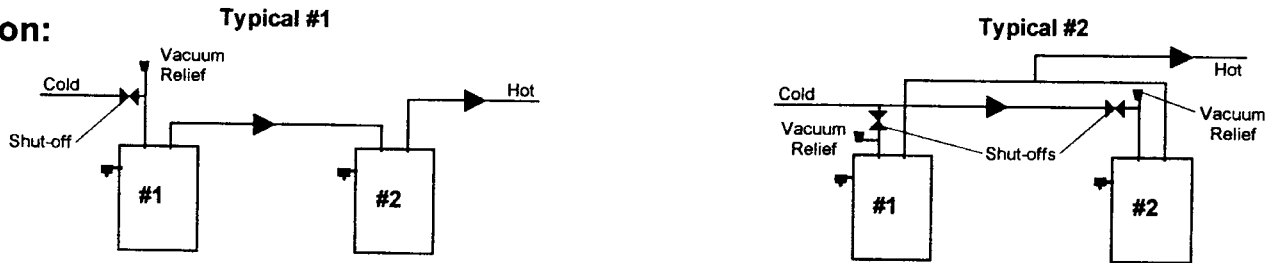 on:
Typical #1
Vacuum
Relief
Cold
Hot
Shut-off
#1
#2
Typical #2
Hot
Cold
Vacuum
Relief
Vacuum
Relief
Shut-offs
#1
#2